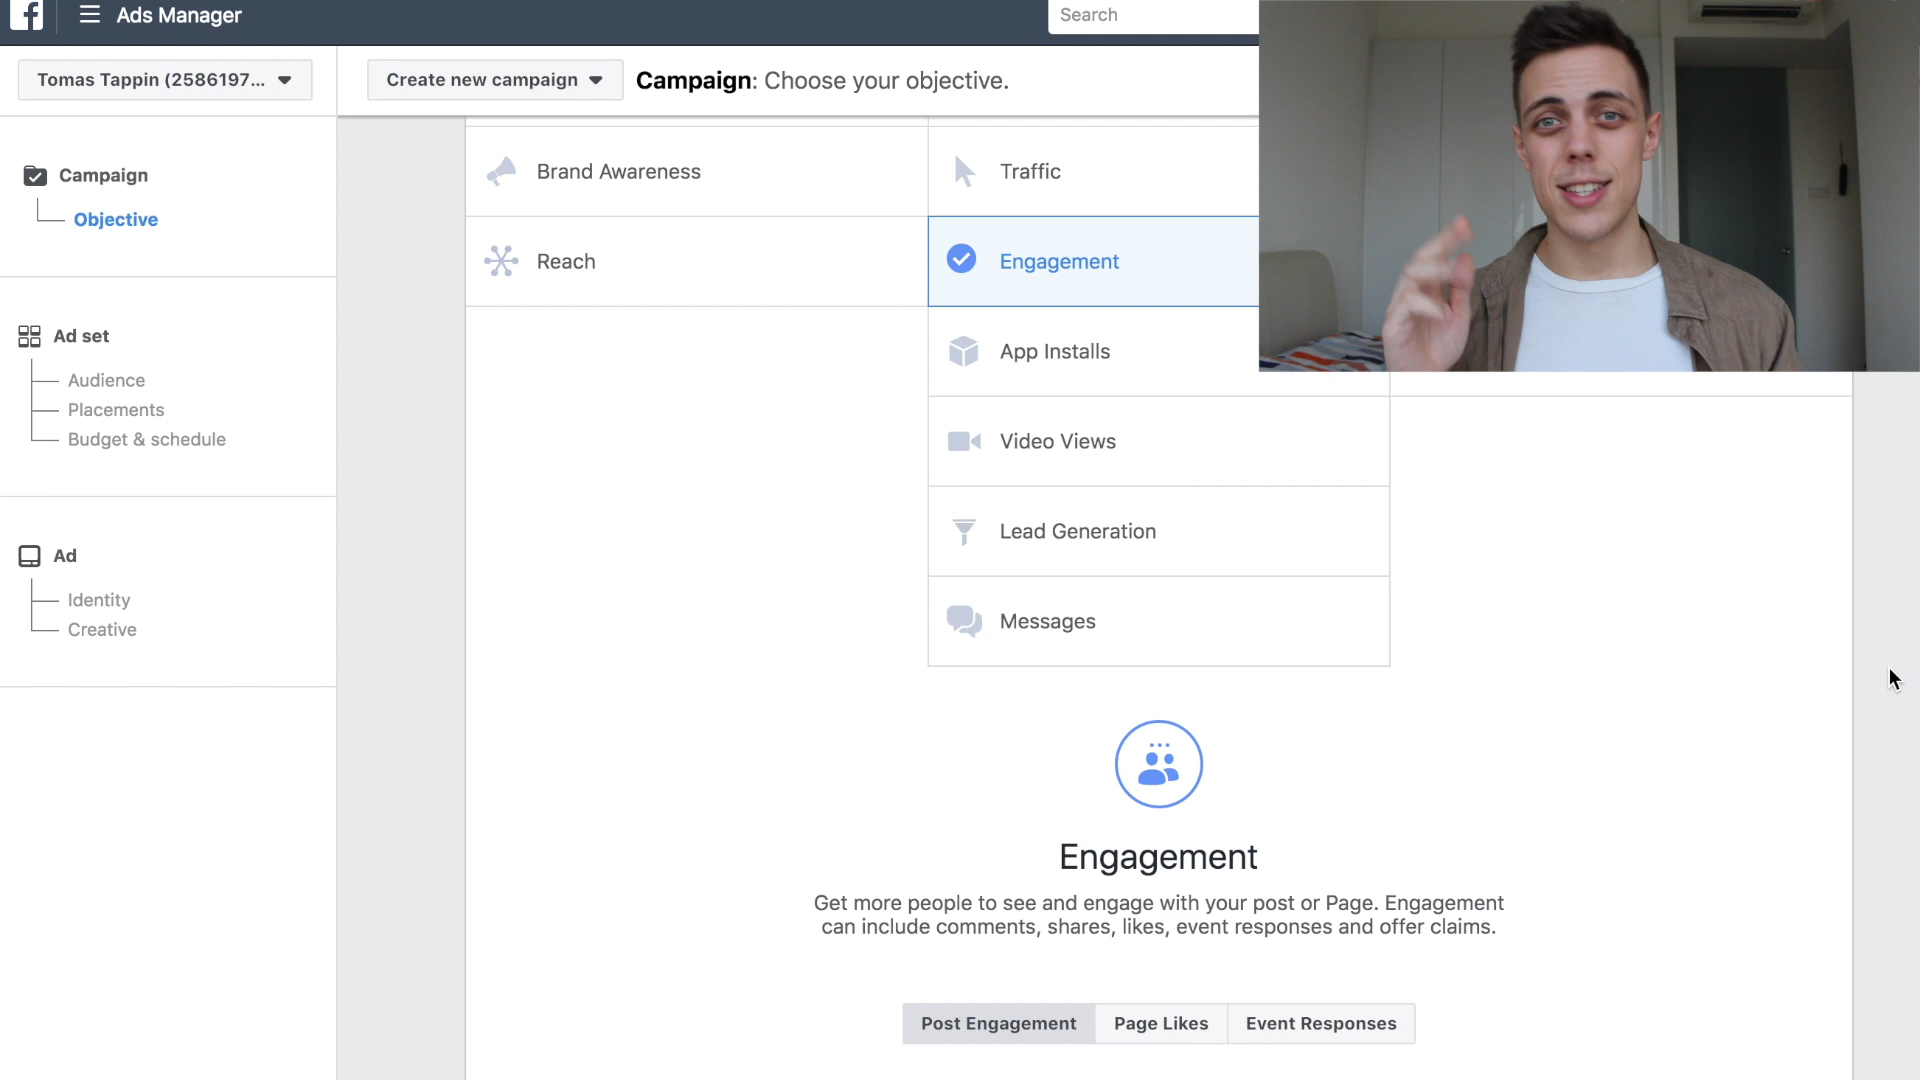 Ads Manager
Search
Tomas Tappin (2586197...
Create new campaign
Campaign: Choose your objective.
Campaign
Objective
Ad set
Audience
Placements
Budget & schedule
Ad
Identity
Creative
Brand Awareness
Reach
Traffic
Engagement
App Installs
Video Views
Lead Generation
Messages
Engagement
Get more people to see and engage with your post or Page. Engagement
can include comments, shares, likes, event responses and offer claims.
Post Engagement
Page Likes
Event Responses